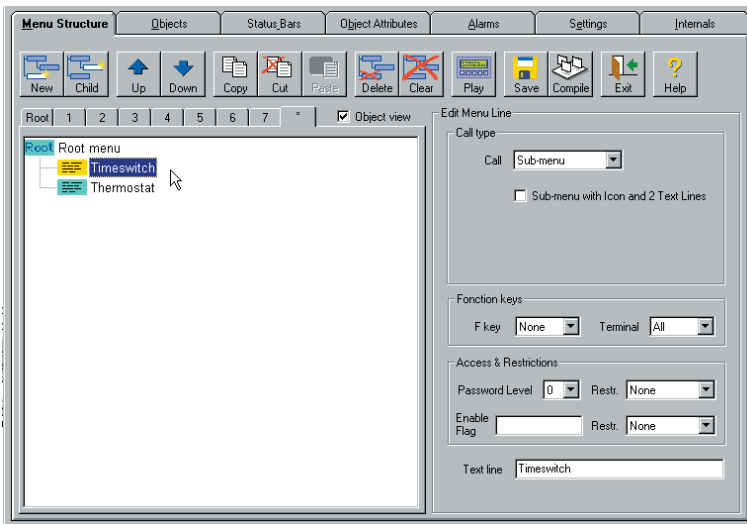 Menu Structure Objects Status Bars Object Attributes Alarms Settings Internals
New Child Up Down Copy Cut Paste Delete Clear Play Save Compile Exit Help
Root 1 2 3 4 5 6 7 * Object view
Root Root menu
Timeswitch
Thermostat
Edit Menu Line
Call type
Call Sub-menu
Sub-menu with Icon and 2 Text Lines
Fonction keys
F key None Terminal All
Access & Restrictions
Password Level 0 Restr. None
Enable Flag Restr. None
Text line Timeswitch